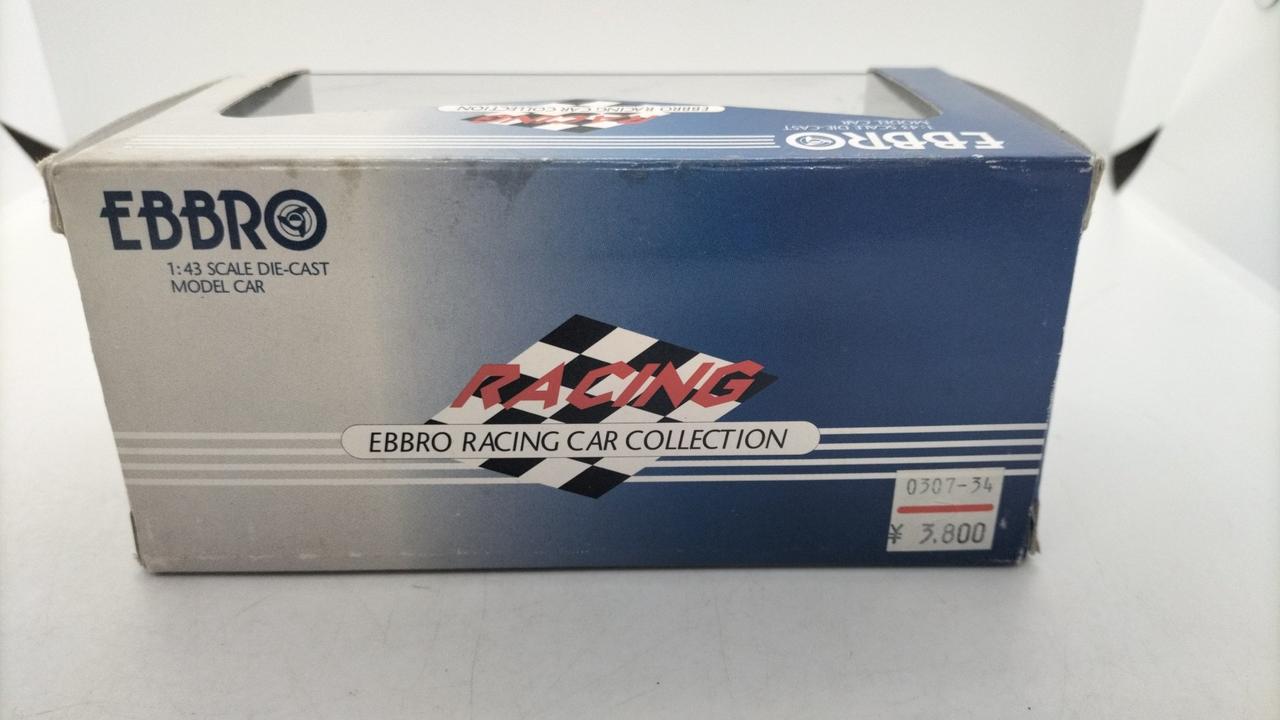 EBBRO RACING CAR COLLECTION
RACING
EBBRO
1:43 SCALE DIE-CAST
MODEL CAR
EBBRO
1:43 SCALE DIE-CAST
MODEL CAR
RACING
EBBRO RACING CAR COLLECTION
0307-34
¥ 3.800